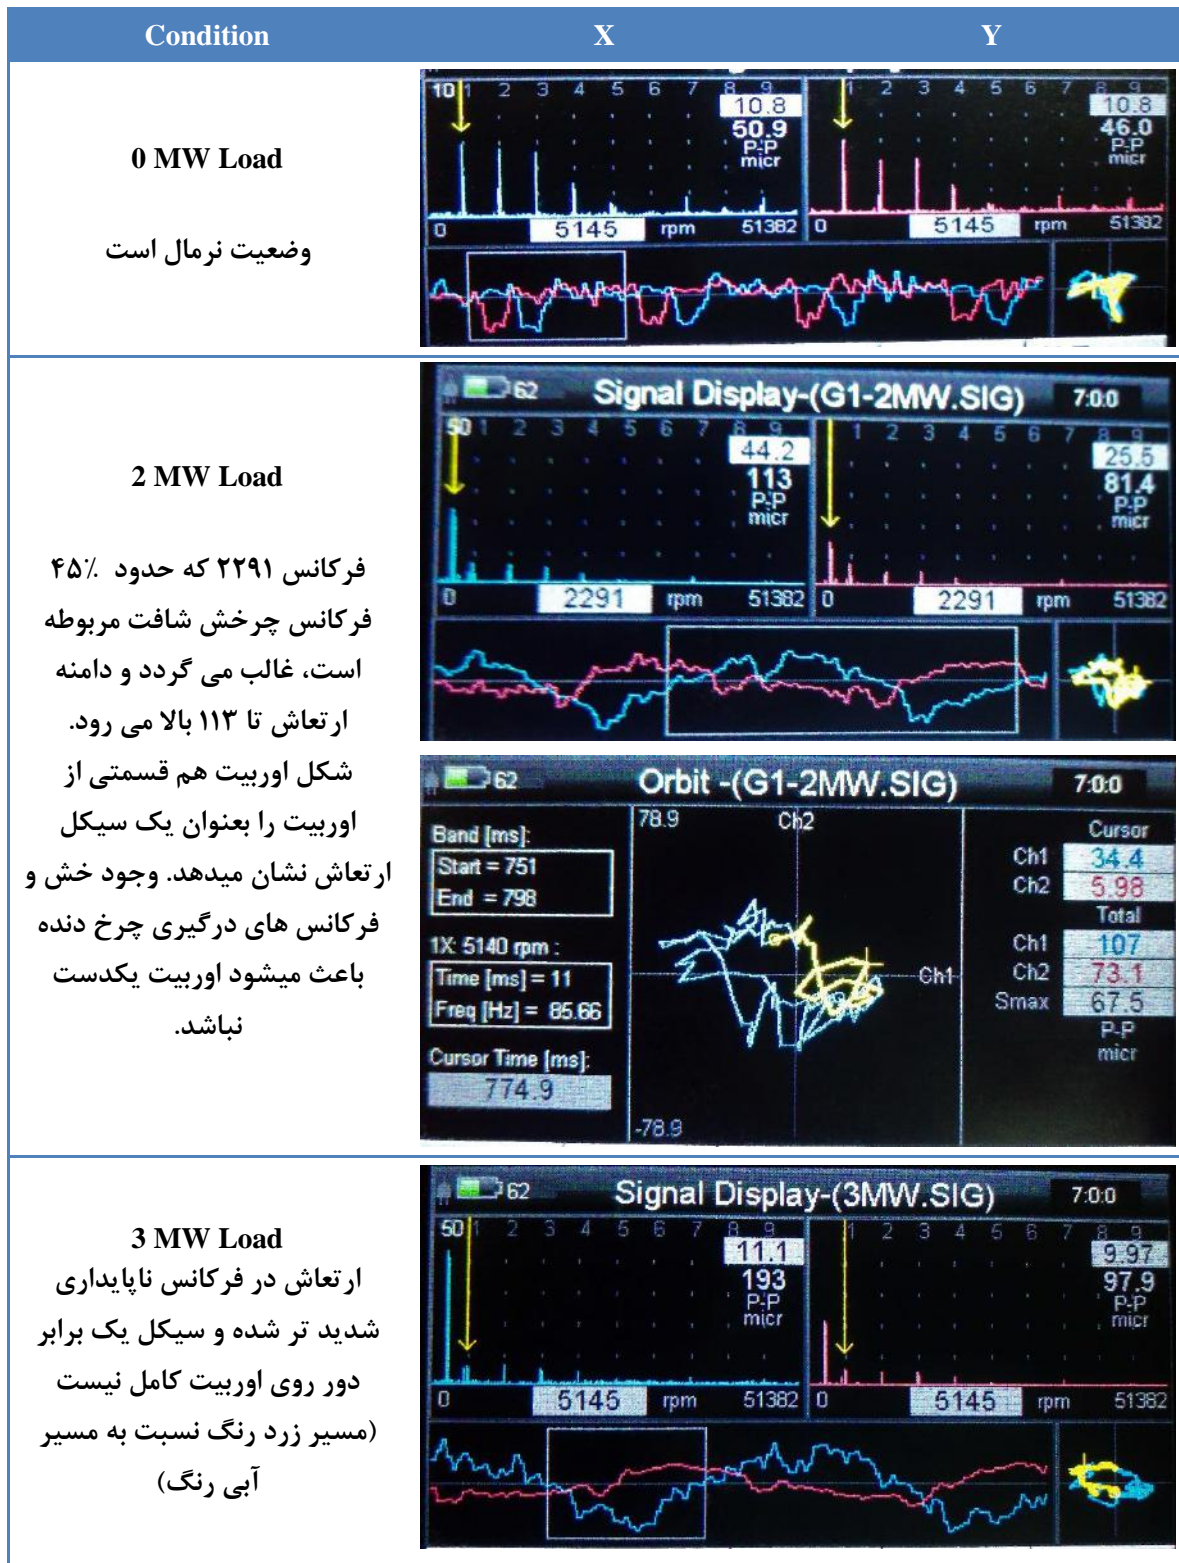 Condition X Y
0 MW Load
وضعیت نرمال است
10 1 2 3 4 5 6 7 8 9
10.8
50.9
P-P
micr
0 5145 rpm 51382
1 2 3 4 5 6 7 8 9
10.8
46.0
P-P
micr
0 5145 rpm 51382
2 MW Load
فرکانس ۲۲۹۱ که حدود ۴۵٪
فرکانس چرخش شافت مربوطه
است، غالب می گردد و دامنه
ارتعاش تا ۱۱۳ بالا می رود.
شکل اوربیت هم قسمتی از
اوربیت را بعنوان یک سیکل
ارتعاش نشان میدهد. وجود خش و
فرکانس های درگیری چرخ دنده
باعث میشود اوربیت یکدست
نباشد.
62 Signal Display-(G1-2MW.SIG) 7:0:0
50 1 2 3 4 5 6 7 8 9
44.2
113
P-P
micr
0 2291 rpm 51382
1 2 3 4 5 6 7 8 9
25.5
81.4
P-P
micr
0 2291 rpm 51382
62 Orbit -(G1-2MW.SIG) 7:0:0
Band [ms]:
Start = 751
End = 798
1X: 5140 rpm :
Time [ms] = 11
Freq [Hz] = 85.66
Cursor Time [ms]:
774.9
78.9 Ch2
Ch1
-78.9
Cursor
Ch1 34.4
Ch2 5.98
Total
Ch1 107
Ch2 73.1
Smax 67.5
P-P
micr
3 MW Load
ارتعاش در فرکانس ناپایداری
شدید تر شده و سیکل یک برابر
دور روی اوربیت کامل نیست
(مسیر زرد رنگ نسبت به مسیر
آبی رنگ)
62 Signal Display-(3MW.SIG) 7:0:0
50 1 2 3 4 5 6 7 8 9
11.1
193
P-P
micr
0 5145 rpm 51382
1 2 3 4 5 6 7 8 9
9.97
97.9
P-P
micr
0 5145 rpm 51382